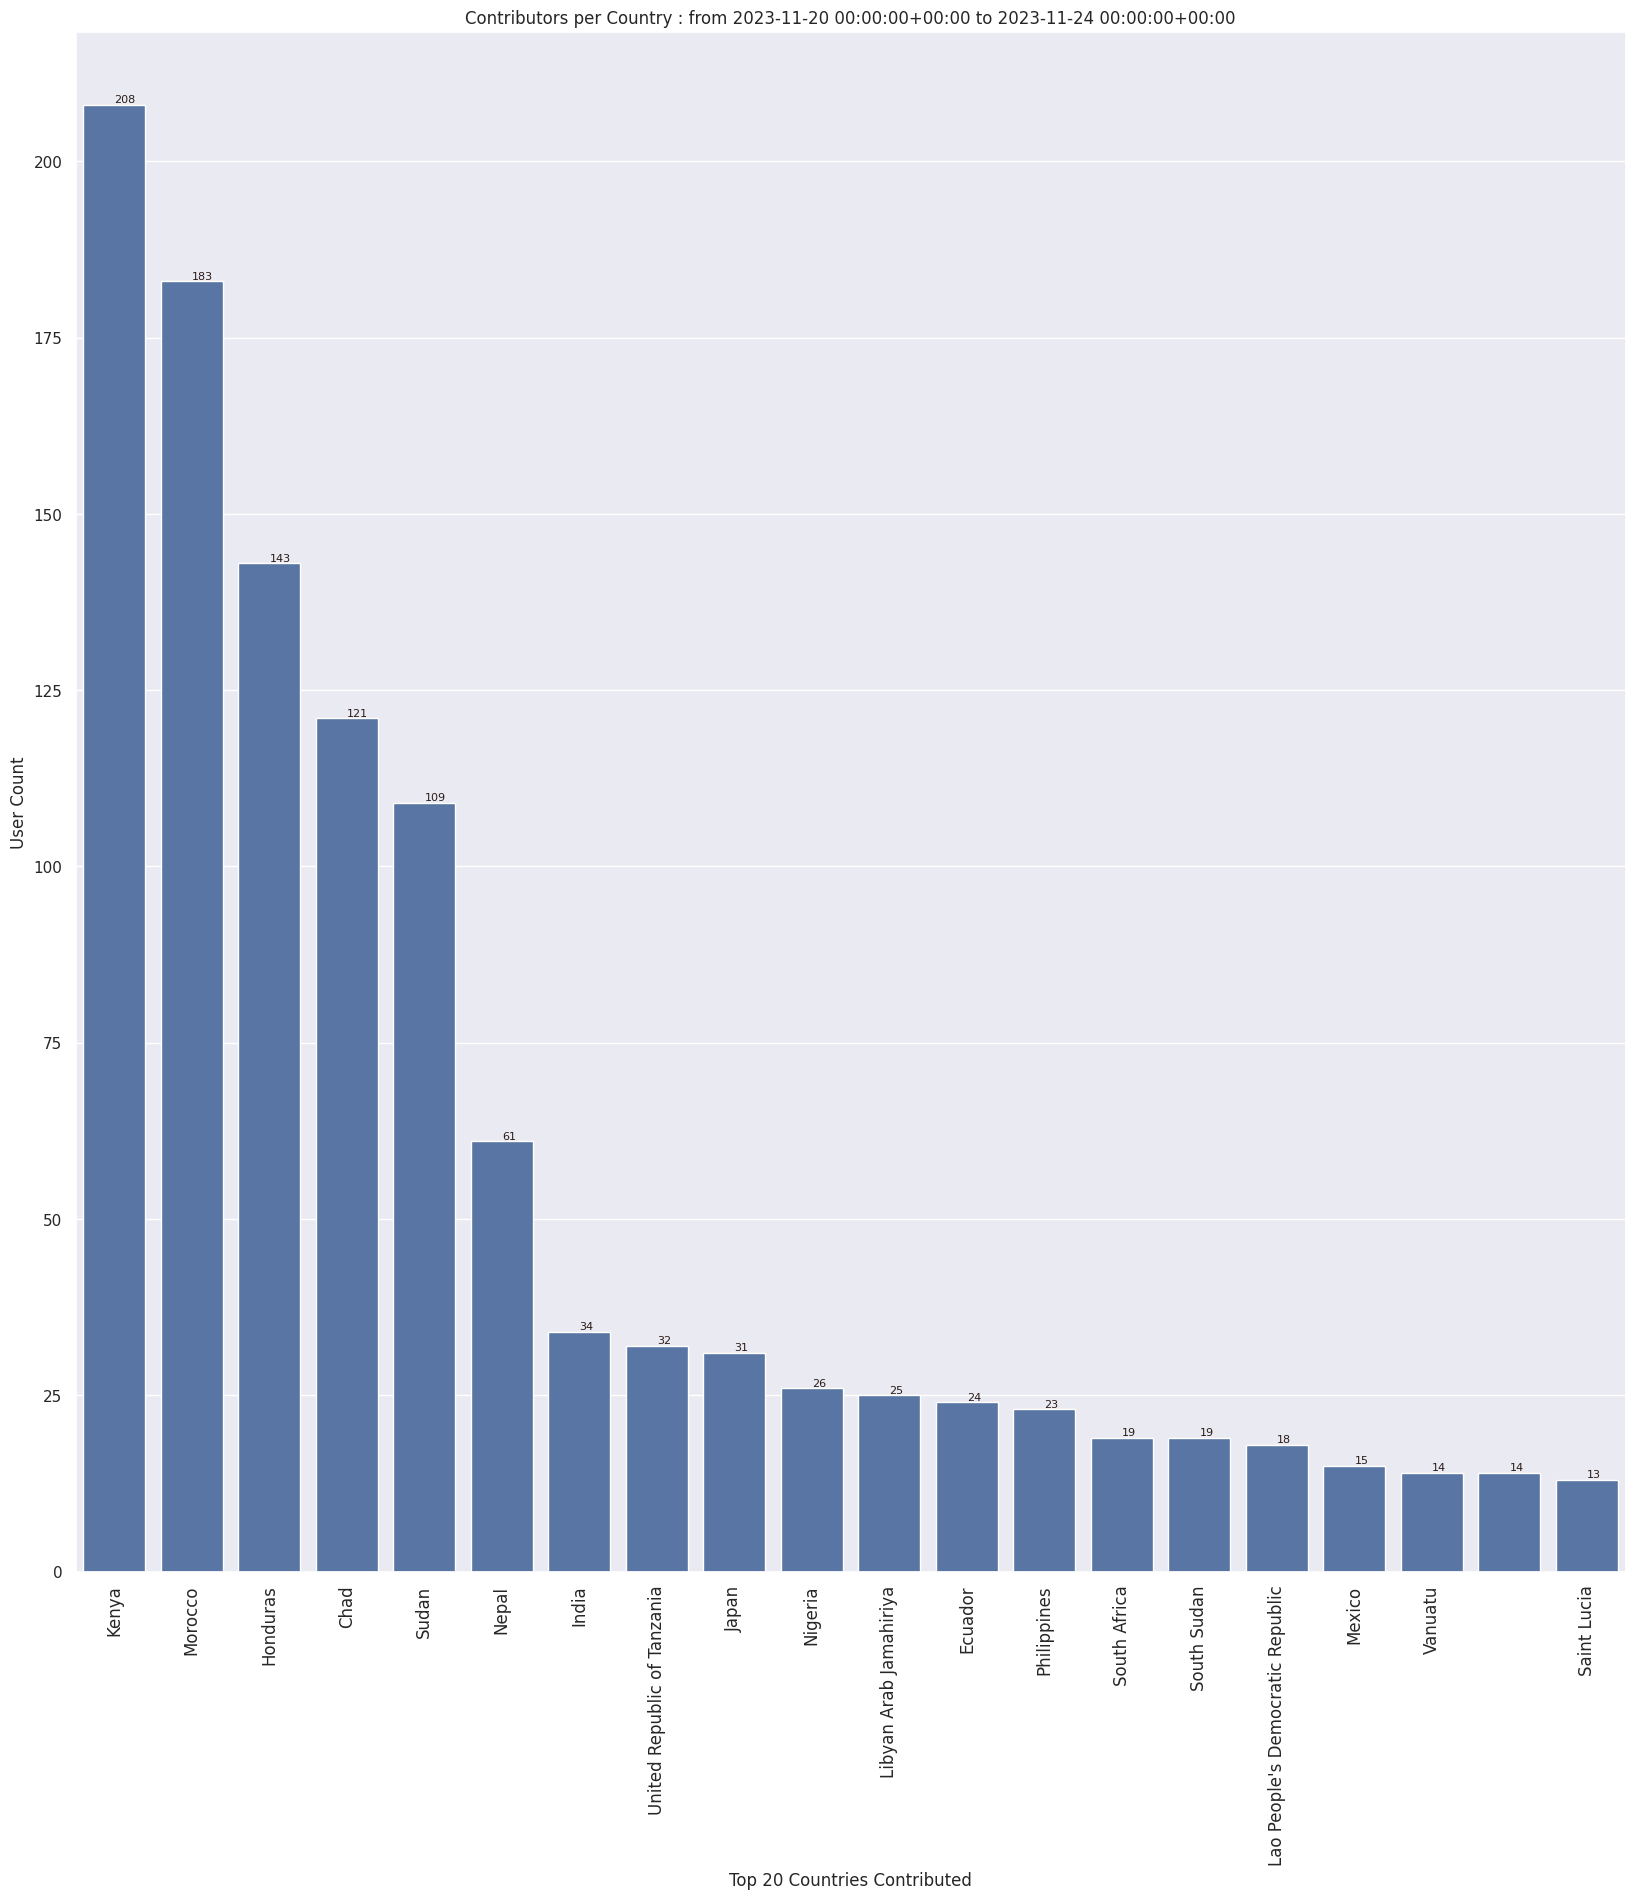 Contributors per Country : from 2023-11-20 00:00:00+00:00 to 2023-11-24 00:00:00+00:00
User Count
200
175
150
125
100
75
50
25
0
208
183
143
121
109
61
34
32
31
26
25
24
23
19
19
18
15
14
14
13
Kenya
Morocco
Honduras
Chad
Sudan
Nepal
India
United Republic of Tanzania
Japan
Nigeria
Libyan Arab Jamahiriya
Ecuador
Philippines
South Africa
South Sudan
Lao People's Democratic Republic
Mexico
Vanuatu
Saint Lucia
Top 20 Countries Contributed